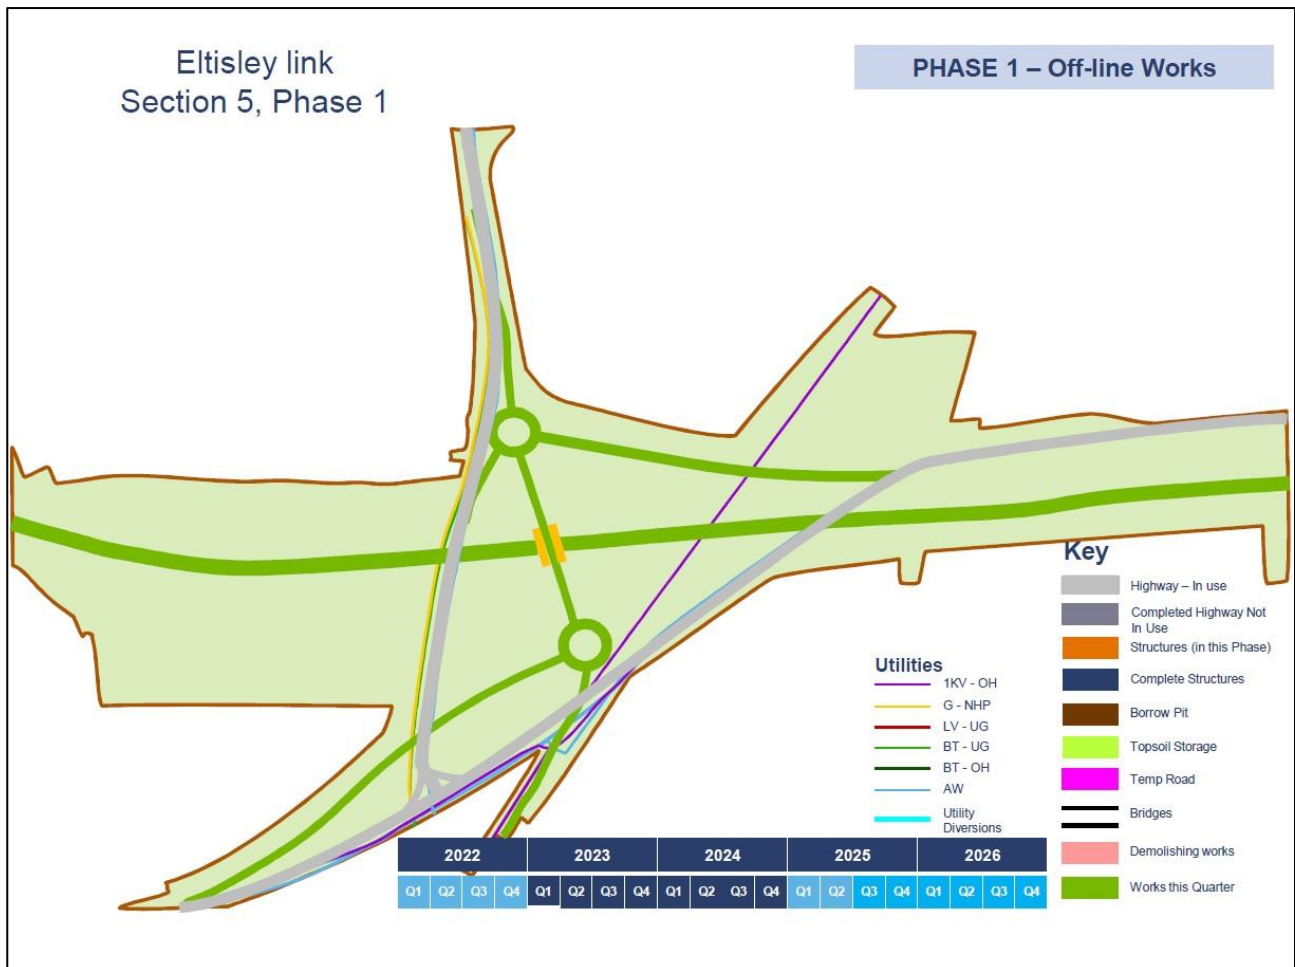 Eltisley link
Section 5, Phase 1
PHASE 1 – Off-line Works
Key
Highway – In use
Completed Highway Not
In Use
Structures (in this Phase)
Complete Structures
Borrow Pit
Topsoil Storage
Temp Road
Bridges
Demolishing works
Works this Quarter
Utilities
1KV - OH
G - NHP
LV - UG
BT - UG
BT - OH
AW
Utility
Diversions
2022 2023 2024 2025 2026
Q1 Q2 Q3 Q4 Q1 Q2 Q3 Q4 Q1 Q2 Q3 Q4 Q1 Q2 Q3 Q4 Q1 Q2 Q3 Q4